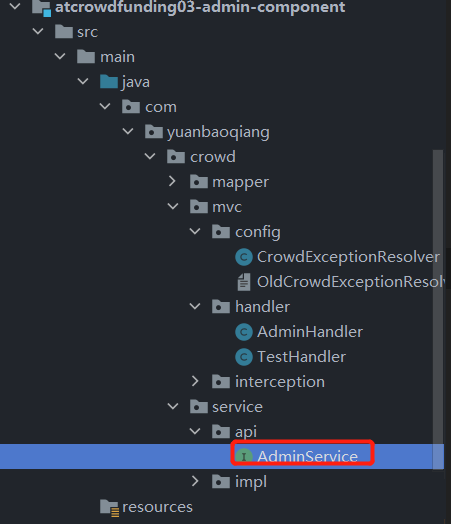 atcrowdfunding03-admin-component
src
main
java
com
yuanbaoqiang
crowd
mapper
mvc
config
CrowdExceptionResolver
OldCrowdExceptionResolv
handler
AdminHandler
TestHandler
interception
service
api
AdminService
impl
resources